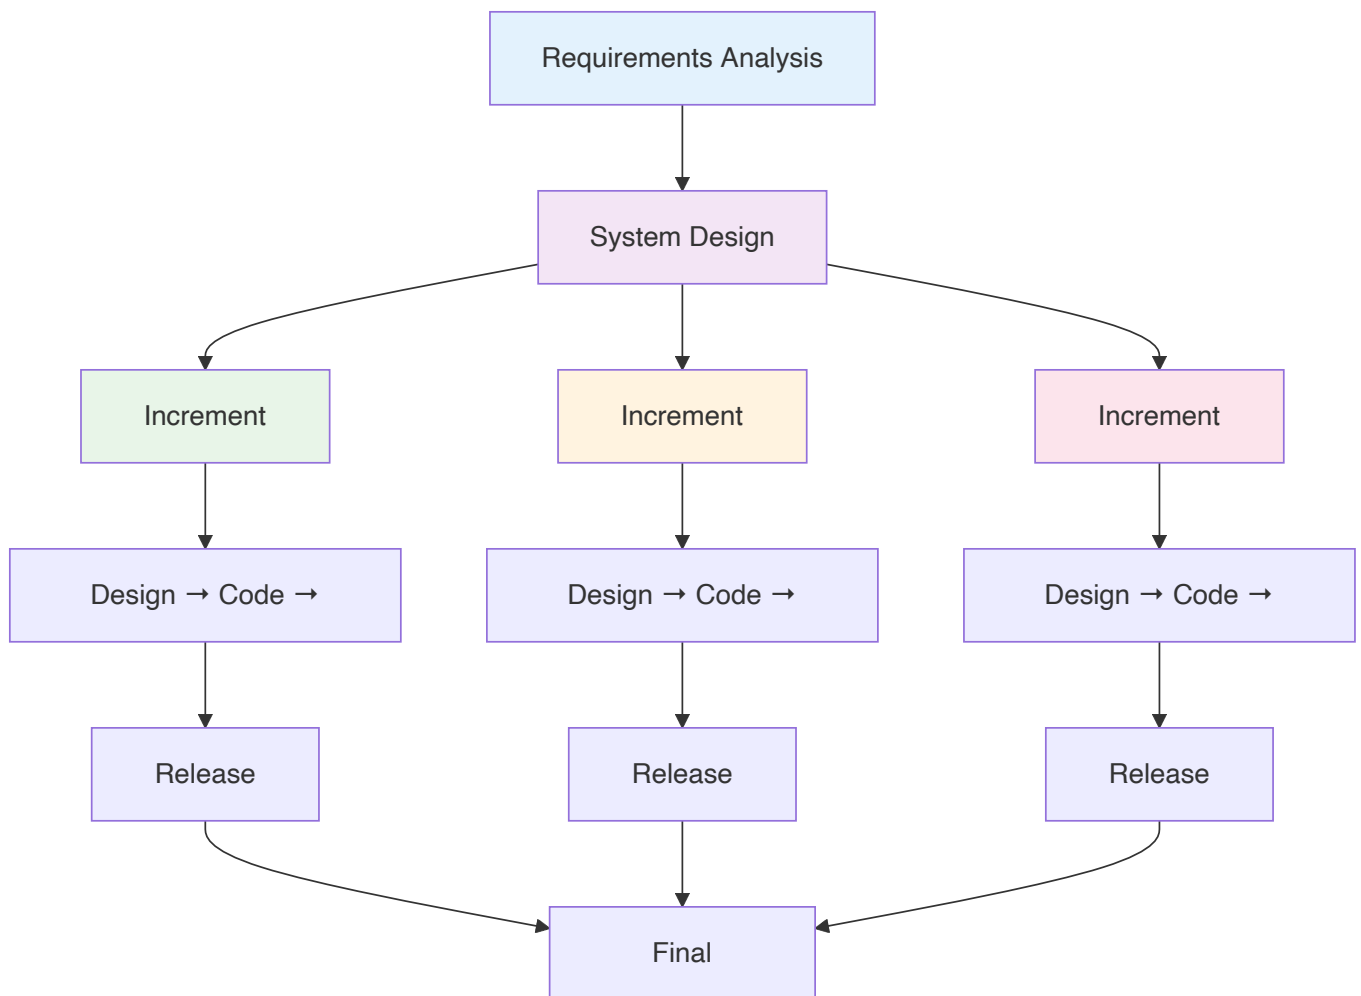 Requirements Analysis
System Design
Increment
Increment
Increment
Design → Code →
Design → Code →
Design → Code →
Release
Release
Release
Final